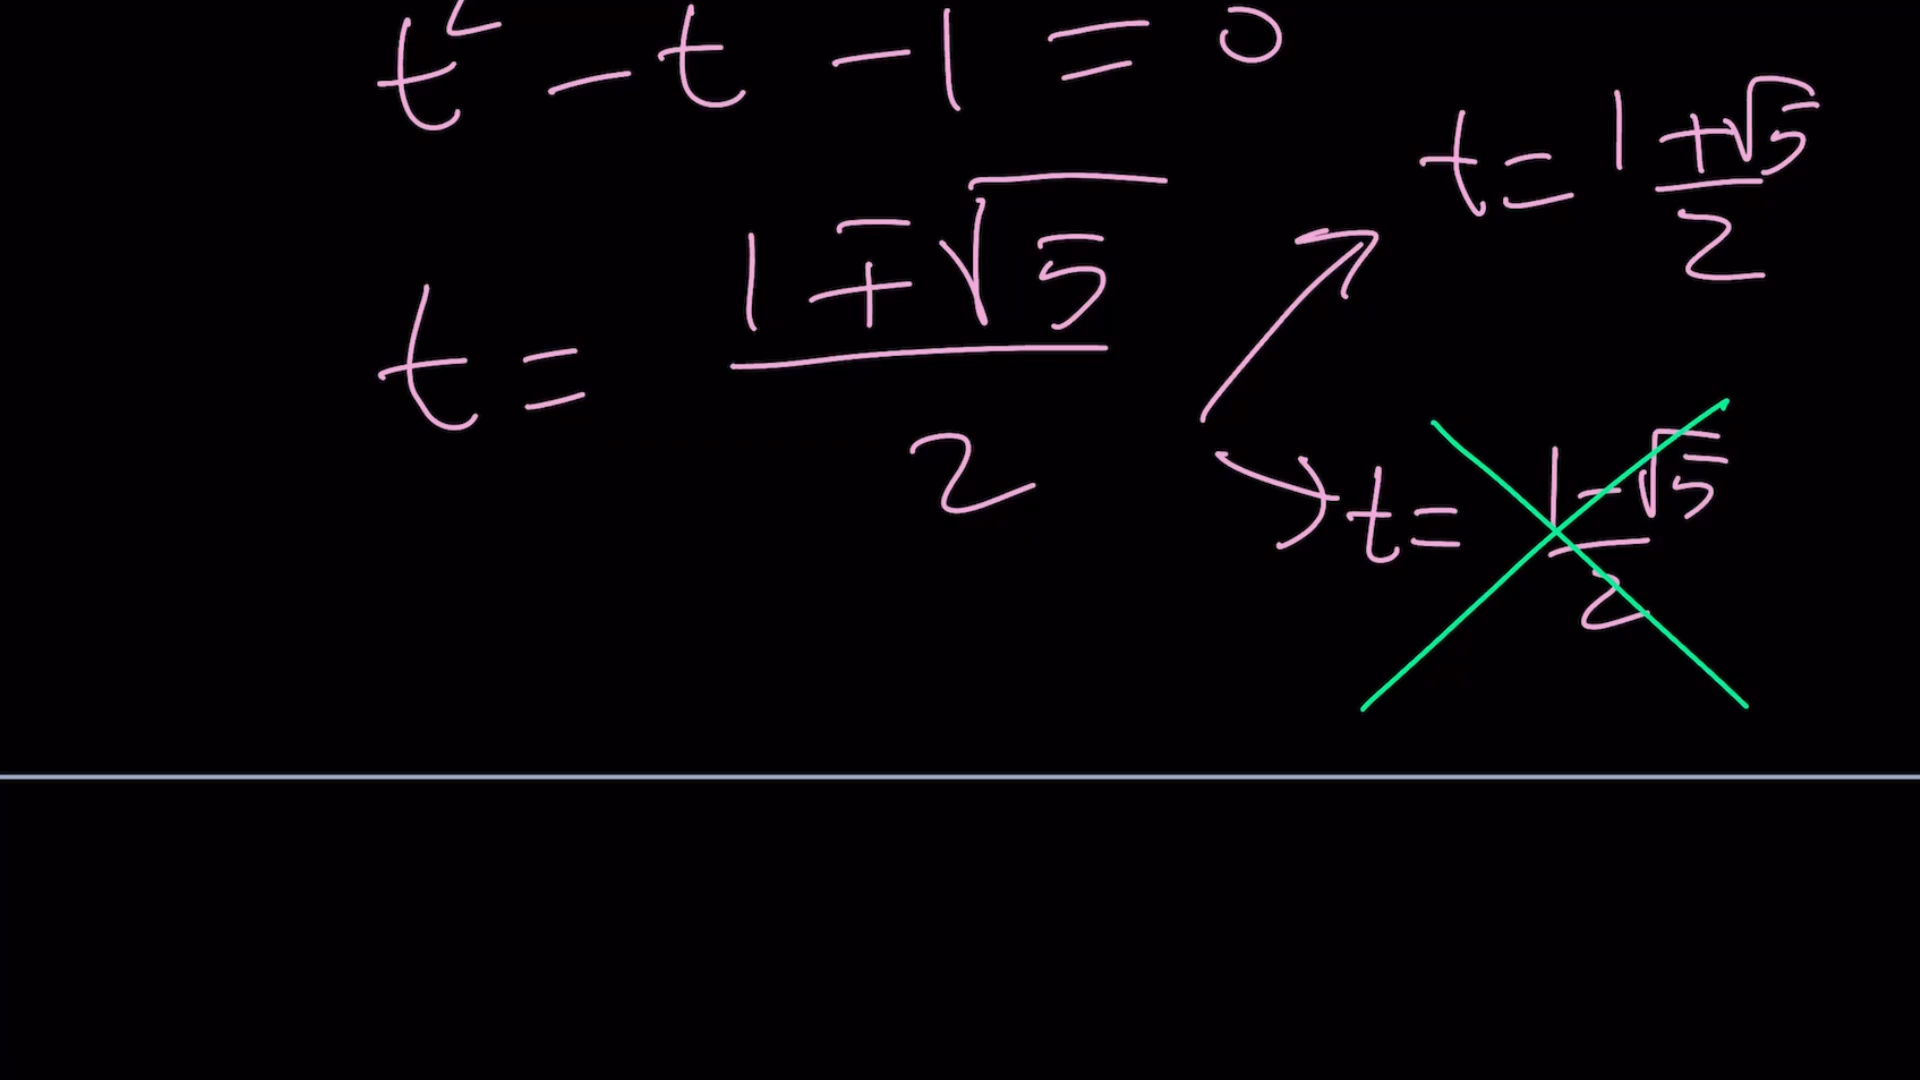 t² - t - 1 = 0
t = (1 ∓ √5) / 2
t = (1 + √5) / 2
t = (1 - √5) / 2